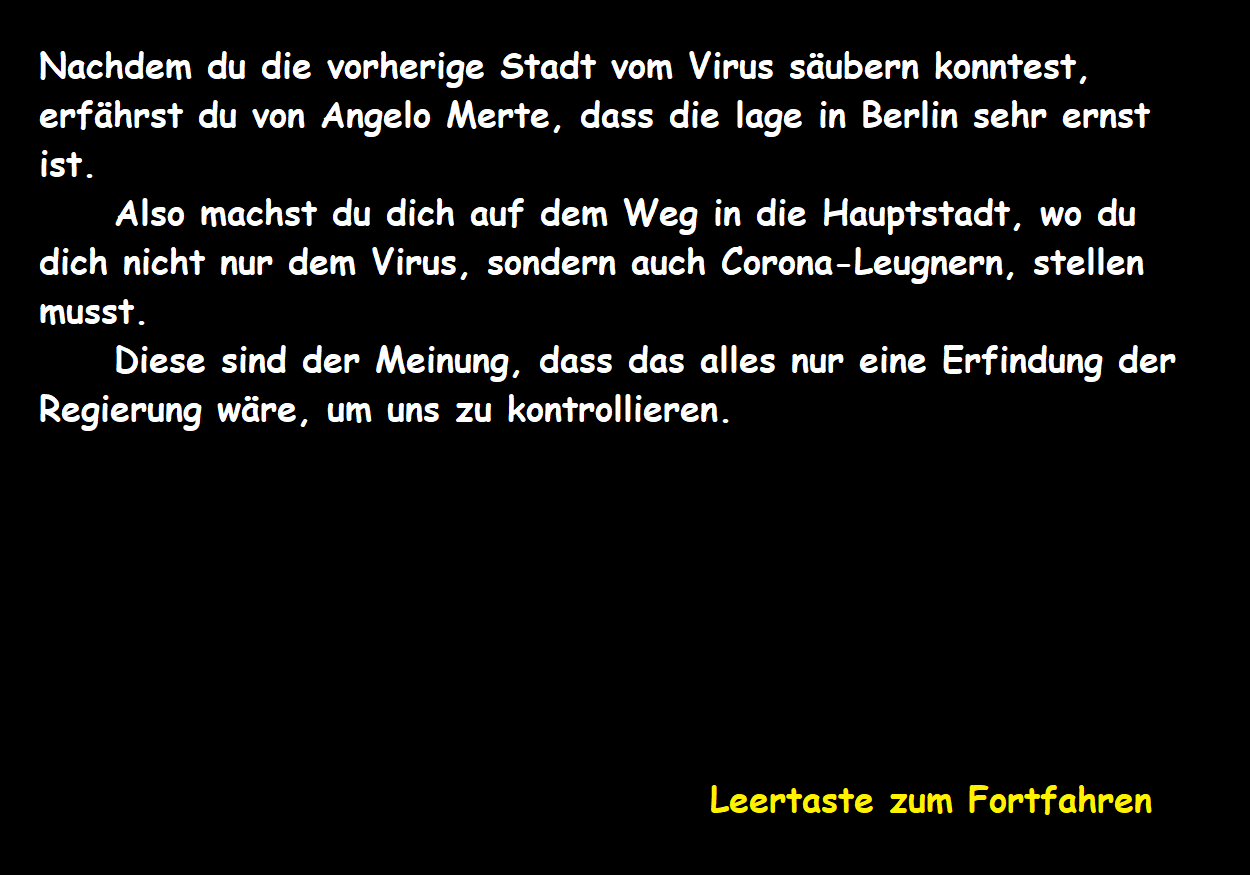 Nachdem du die vorherige Stadt vom Virus säubern konntest,
erfährst du von Angelo Merte, dass die lage in Berlin sehr ernst
ist.
Also machst du dich auf dem Weg in die Hauptstadt, wo du
dich nicht nur dem Virus, sondern auch Corona-Leugnern, stellen
musst.
Diese sind der Meinung, dass das alles nur eine Erfindung der
Regierung wäre, um uns zu kontrollieren.
Leertaste zum Fortfahren